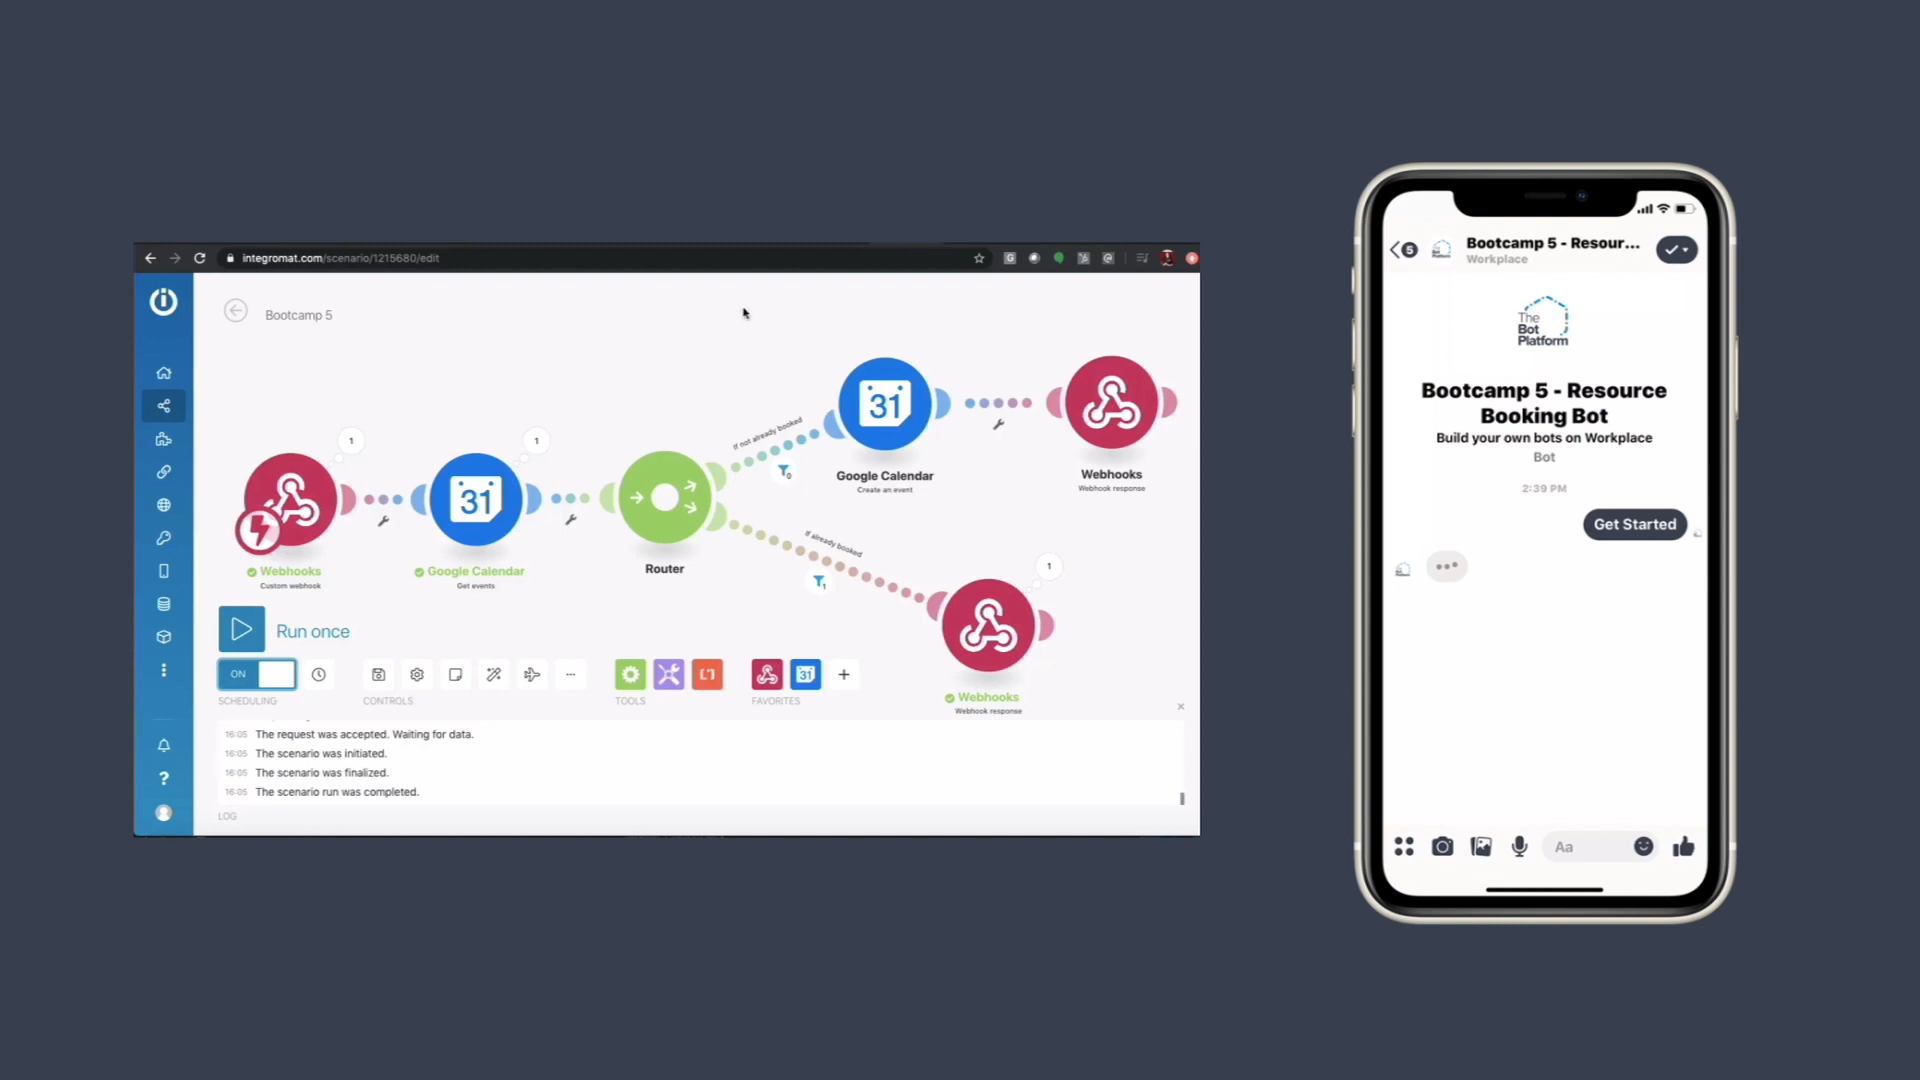 integromat.com/scenario/1215680/edit
Bootcamp 5
1
Webhooks
Custom webhook
1
31
Google Calendar
Get events
Router
If not already booked
0
31
Google Calendar
Create an event
Webhooks
Webhook response
If already booked
1
1
Webhooks
Webhook response
Run once
ON
SCHEDULING
CONTROLS
TOOLS
31
FAVORITES
16:05 The request was accepted. Waiting for data.
16:05 The scenario was initiated.
16:05 The scenario was finalized.
16:05 The scenario run was completed.
LOG
5
Bootcamp 5 - Resour...
Workplace
The
Bot
Platform
Bootcamp 5 - Resource
Booking Bot
Build your own bots on Workplace
Bot
2:39 PM
Get Started
Aa